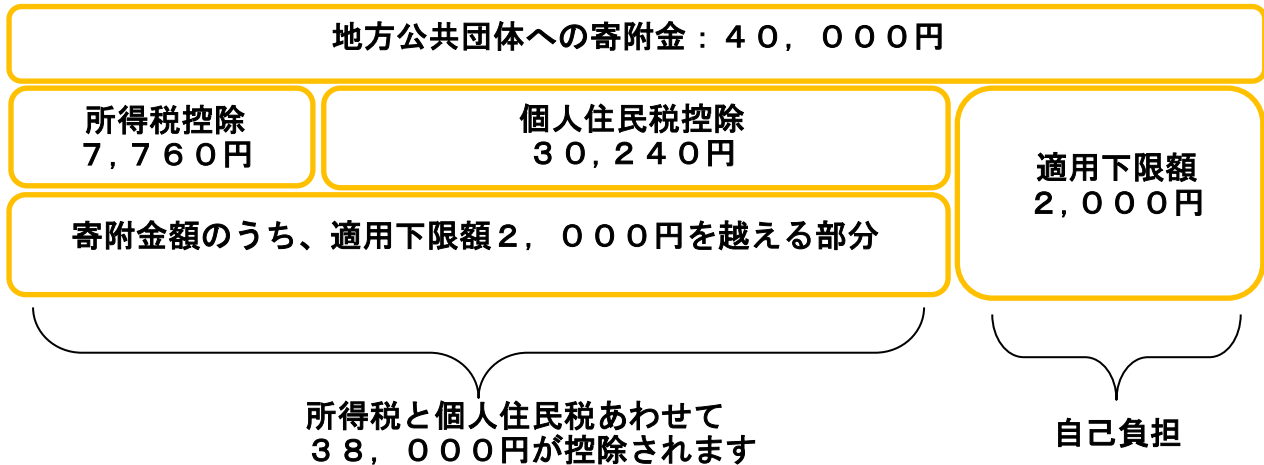 地方公共団体への寄附金：４０，０００円
所得税控除
７,７６０円
個人住民税控除
３０,２４０円
適用下限額
２,０００円
寄附金額のうち、適用下限額２，０００円を越える部分
所得税と個人住民税あわせて
３８，０００円が控除されます
自己負担